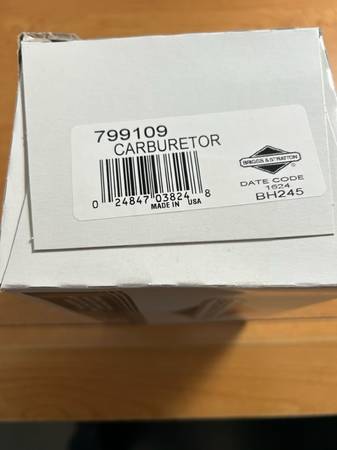 799109
CARBURETOR
BRIGGS & STRATTON
DATE CODE
1624
BH245
0 24847 03824 8
MADE IN USA